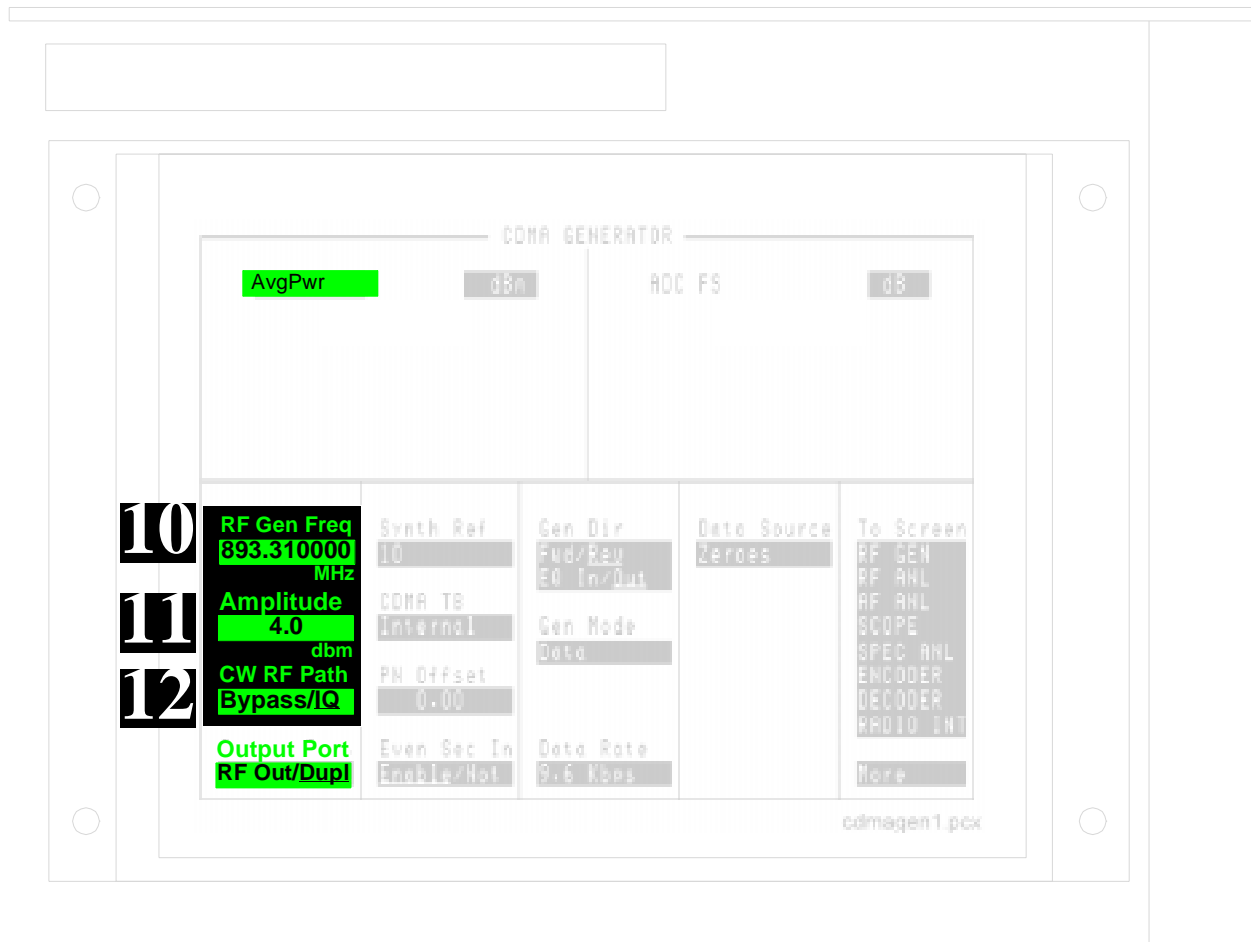 CDMA GENERATOR
AvgPwr
dBm
ADC FS
dB
10
RF Gen Freq
893.310000
MHz
11
Amplitude
4.0
dbm
12
CW RF Path
Bypass/IQ
Output Port
RF Out/Dupl
Synth Ref
10
CDMA TB
Internal
PN Offset
0.00
Even Sec In
Enable/Not
Gen Dir
Fwd/Rev
EQ In/Out
Gen Mode
Data
Data Rate
9.6 Kbps
Data Source
Zeroes
To Screen
RF GEN
RF ANL
AF ANL
SCOPE
SPEC ANL
ENCODER
DECODER
RADIO INT
More
cdmagen1.pcx